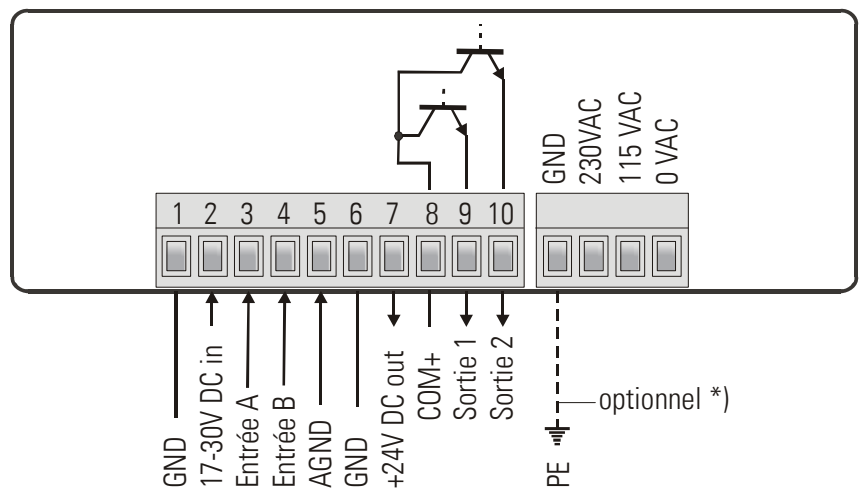 GND
230VAC
115 VAC
0 VAC
1 2 3 4 5 6 7 8 9 10
GND
17-30V DC in
Entrée A
Entrée B
AGND
GND
+24V DC out
COM+
Sortie 1
Sortie 2
optionnel *)
PE